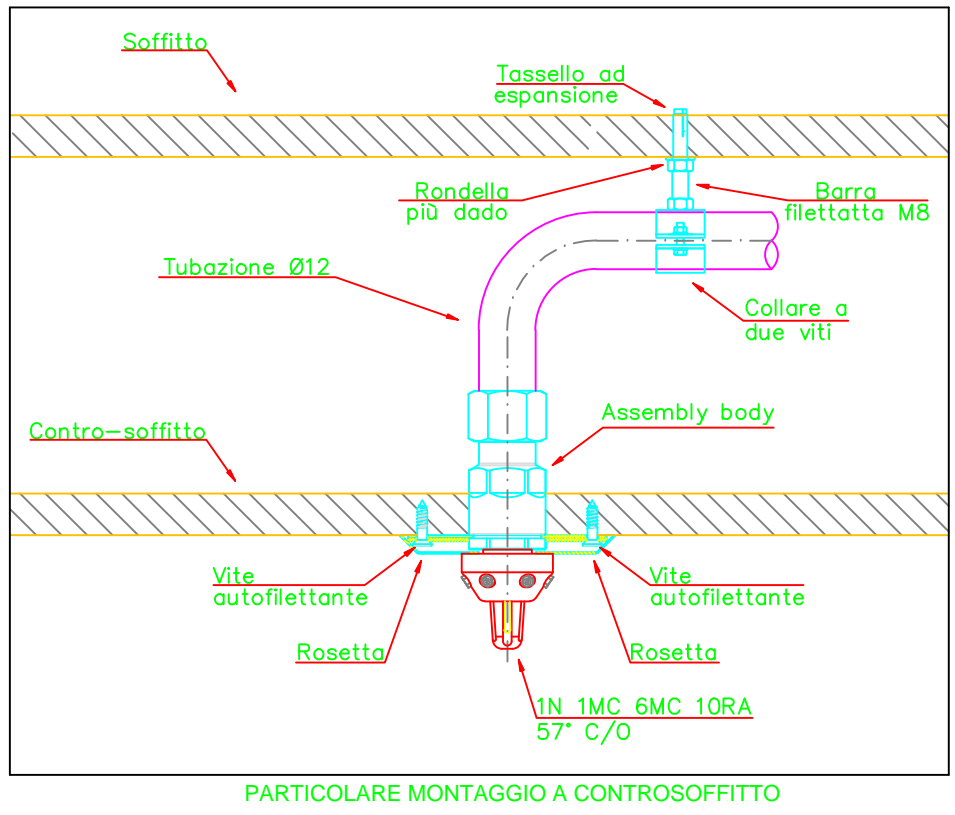 Soffitto
Tassello ad
espansione
Rondella
più dado
Barra
filettatta M8
Tubazione Ø12
Collare a
due viti
Assembly body
Contro-soffitto
Vite
autofilettante
Vite
autofilettante
Rosetta
Rosetta
1N 1MC 6MC 10RA
57° C/O
PARTICOLARE MONTAGGIO A CONTROSOFFITTO